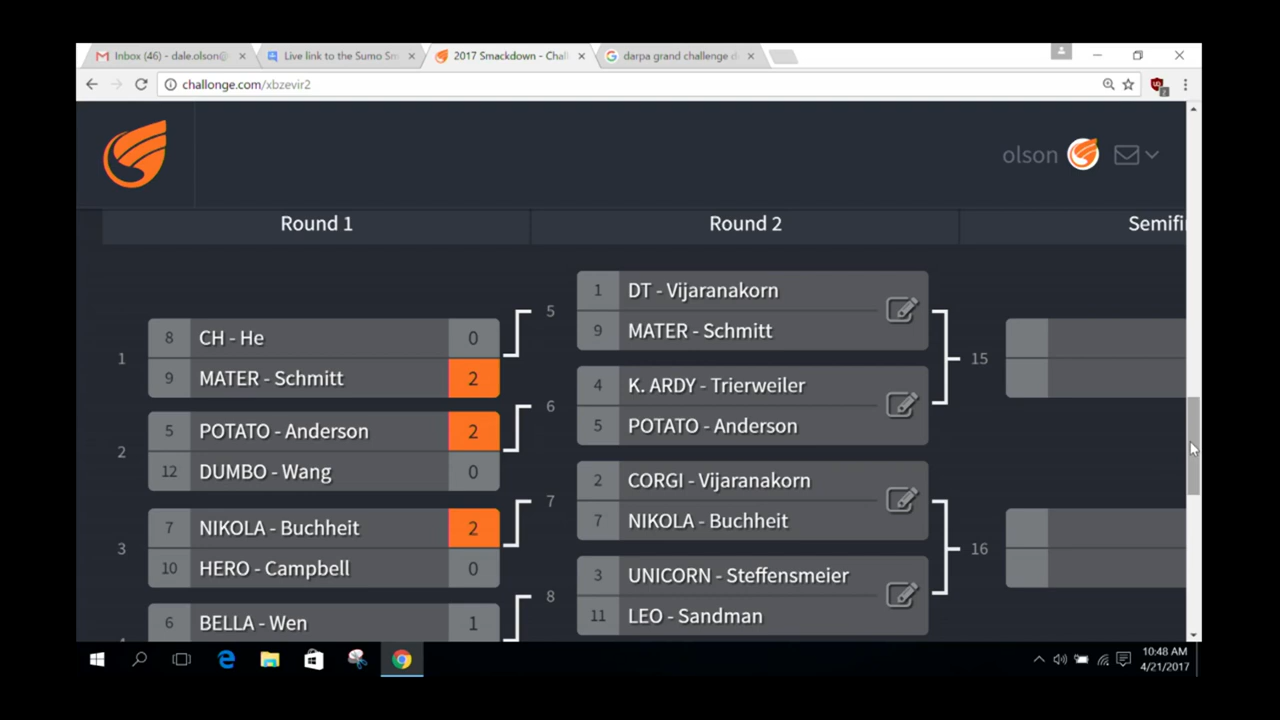 Inbox (46) - dale.olson@
Live link to the Sumo Sm
2017 Smackdown - Chall
darpa grand challenge d
challonge.com/xbzevir2
olson
Round 1
Round 2
Semifi
1
8 CH - He 0
9 MATER - Schmitt 2
2
5 POTATO - Anderson 2
12 DUMBO - Wang 0
3
7 NIKOLA - Buchheit 2
10 HERO - Campbell 0
6 BELLA - Wen 1
5
1 DT - Vijaranakorn
9 MATER - Schmitt
6
4 K. ARDY - Trierweiler
5 POTATO - Anderson
7
2 CORGI - Vijaranakorn
7 NIKOLA - Buchheit
8
3 UNICORN - Steffensmeier
11 LEO - Sandman
15
16
10:48 AM
4/21/2017